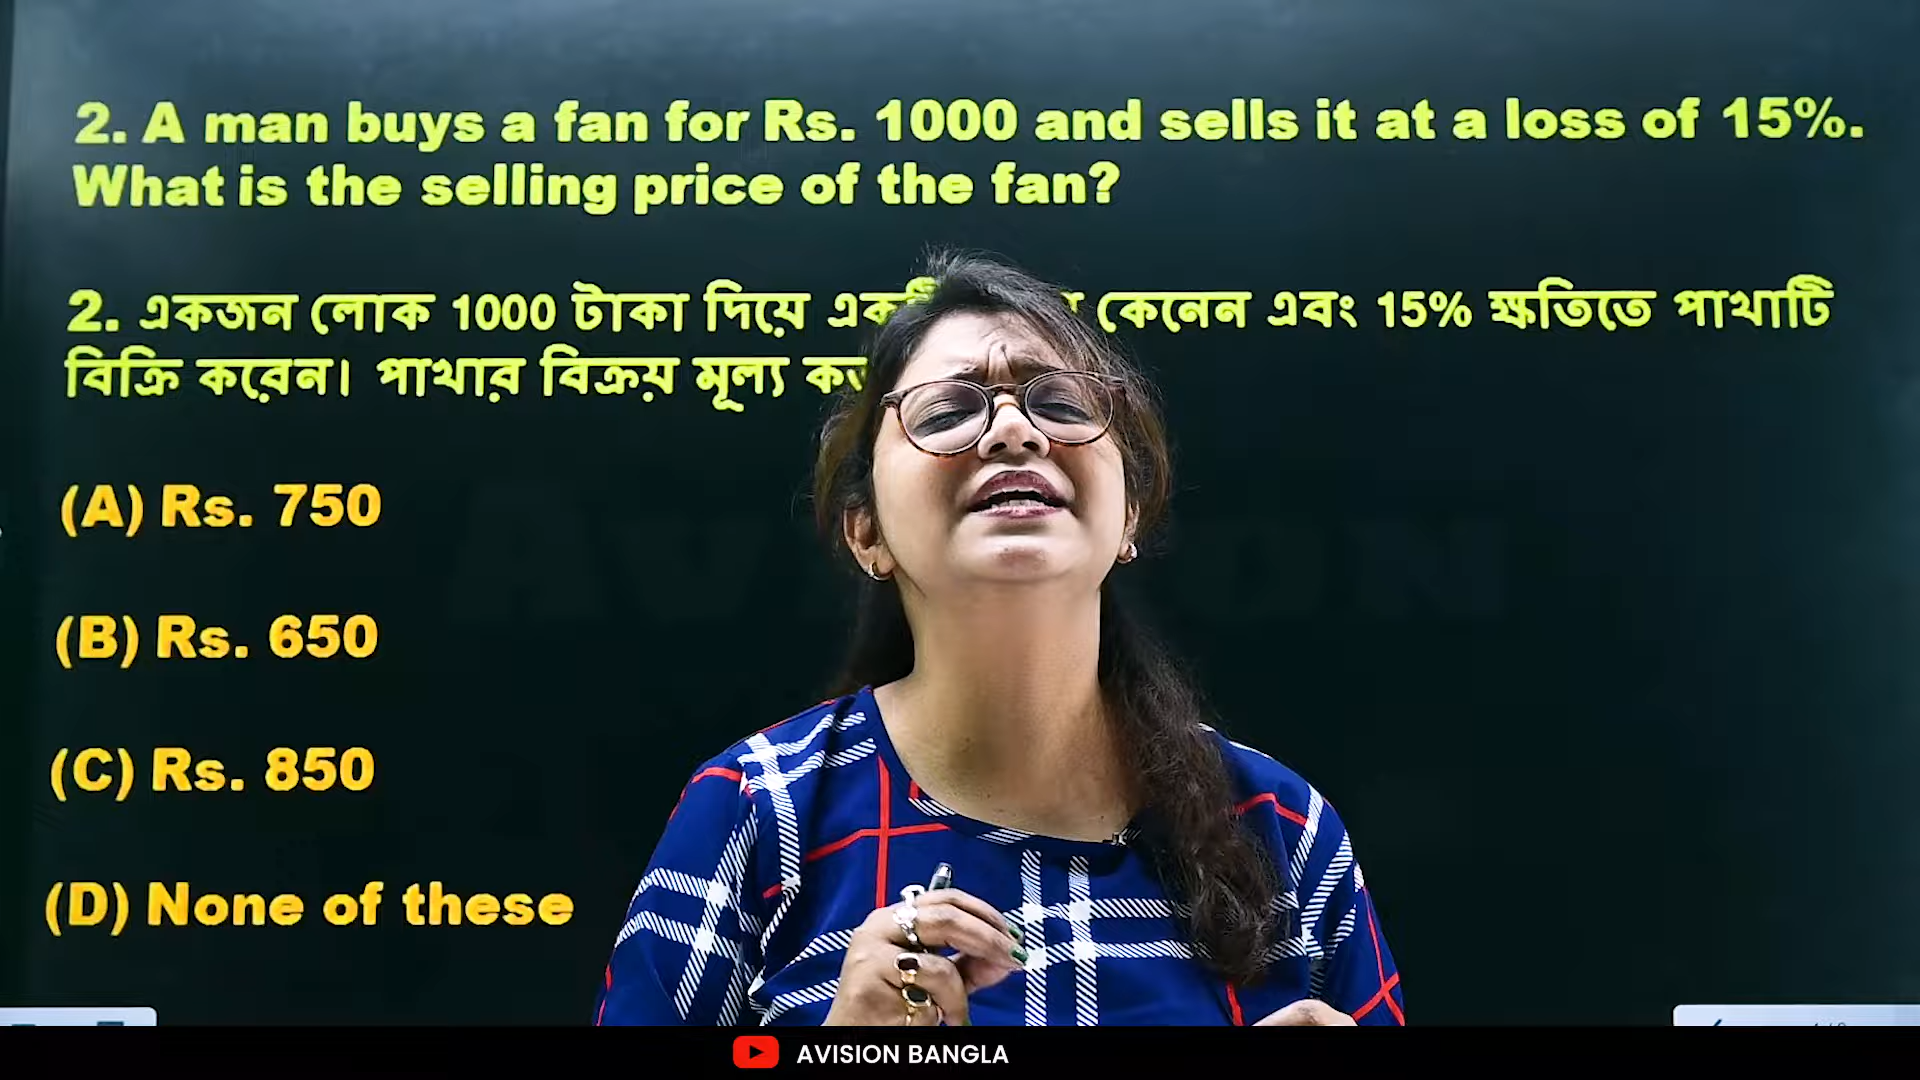 2. A man buys a fan for Rs. 1000 and sells it at a loss of 15%.
What is the selling price of the fan?
2. একজন লোক 1000 টাকা দিয়ে কেনেন এবং 15% ক্ষতিতে পাখাটি
বিক্রি করেন। পাখার বিক্রয় মূল্য
(A) Rs. 750
(B) Rs. 650
(C) Rs. 850
(D) None of these
AVISION BANGLA